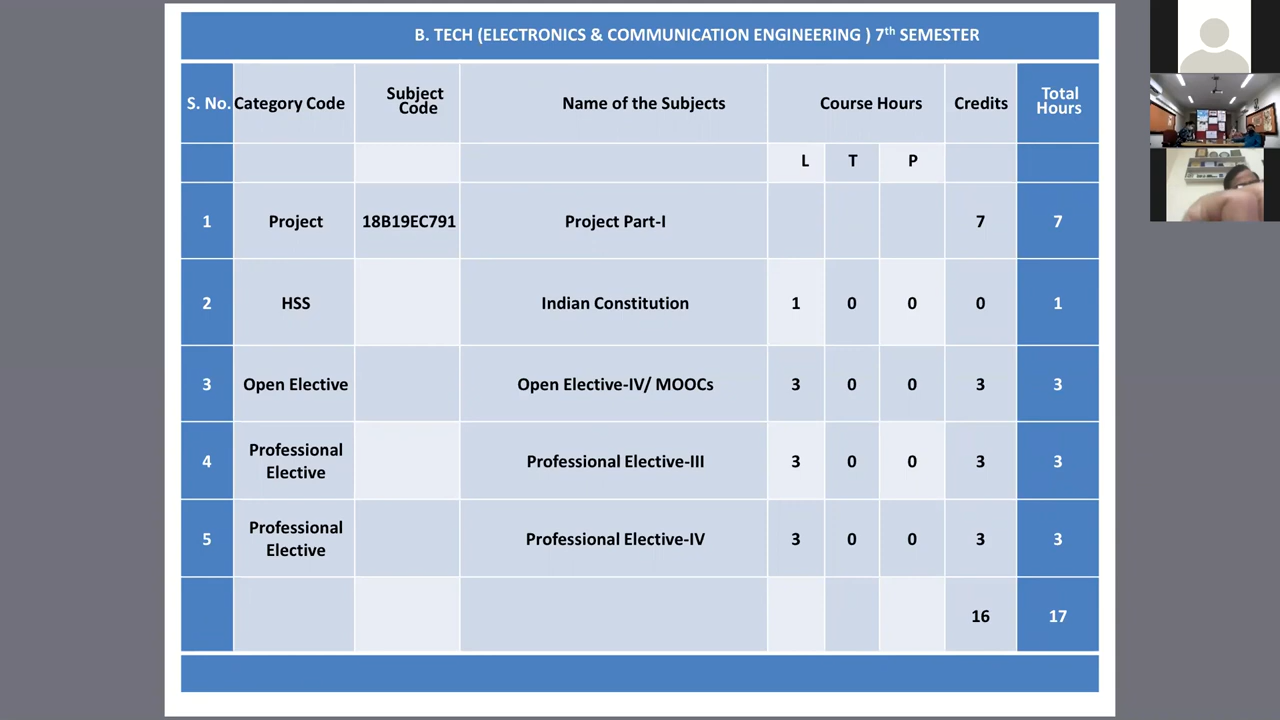 B. TECH (ELECTRONICS & COMMUNICATION ENGINEERING ) 7th SEMESTER
S. No. Category Code Subject Code Name of the Subjects Course Hours Credits Total Hours
L T P
1 Project 18B19EC791 Project Part-I 7 7
2 HSS Indian Constitution 1 0 0 0 1
3 Open Elective Open Elective-IV/ MOOCs 3 0 0 3 3
4 Professional Elective Professional Elective-III 3 0 0 3 3
5 Professional Elective Professional Elective-IV 3 0 0 3 3
16 17